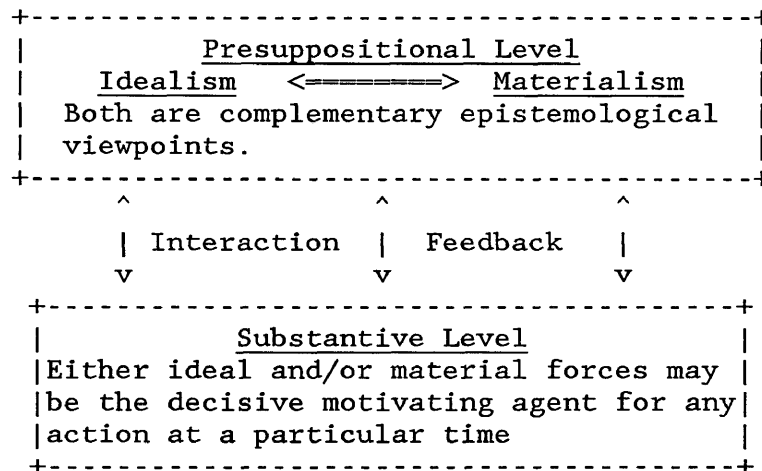 Presuppositional Level
Idealism <=======> Materialism
Both are complementary epistemological
viewpoints.
Interaction | Feedback
Substantive Level
Either ideal and/or material forces may
be the decisive motivating agent for any
action at a particular time